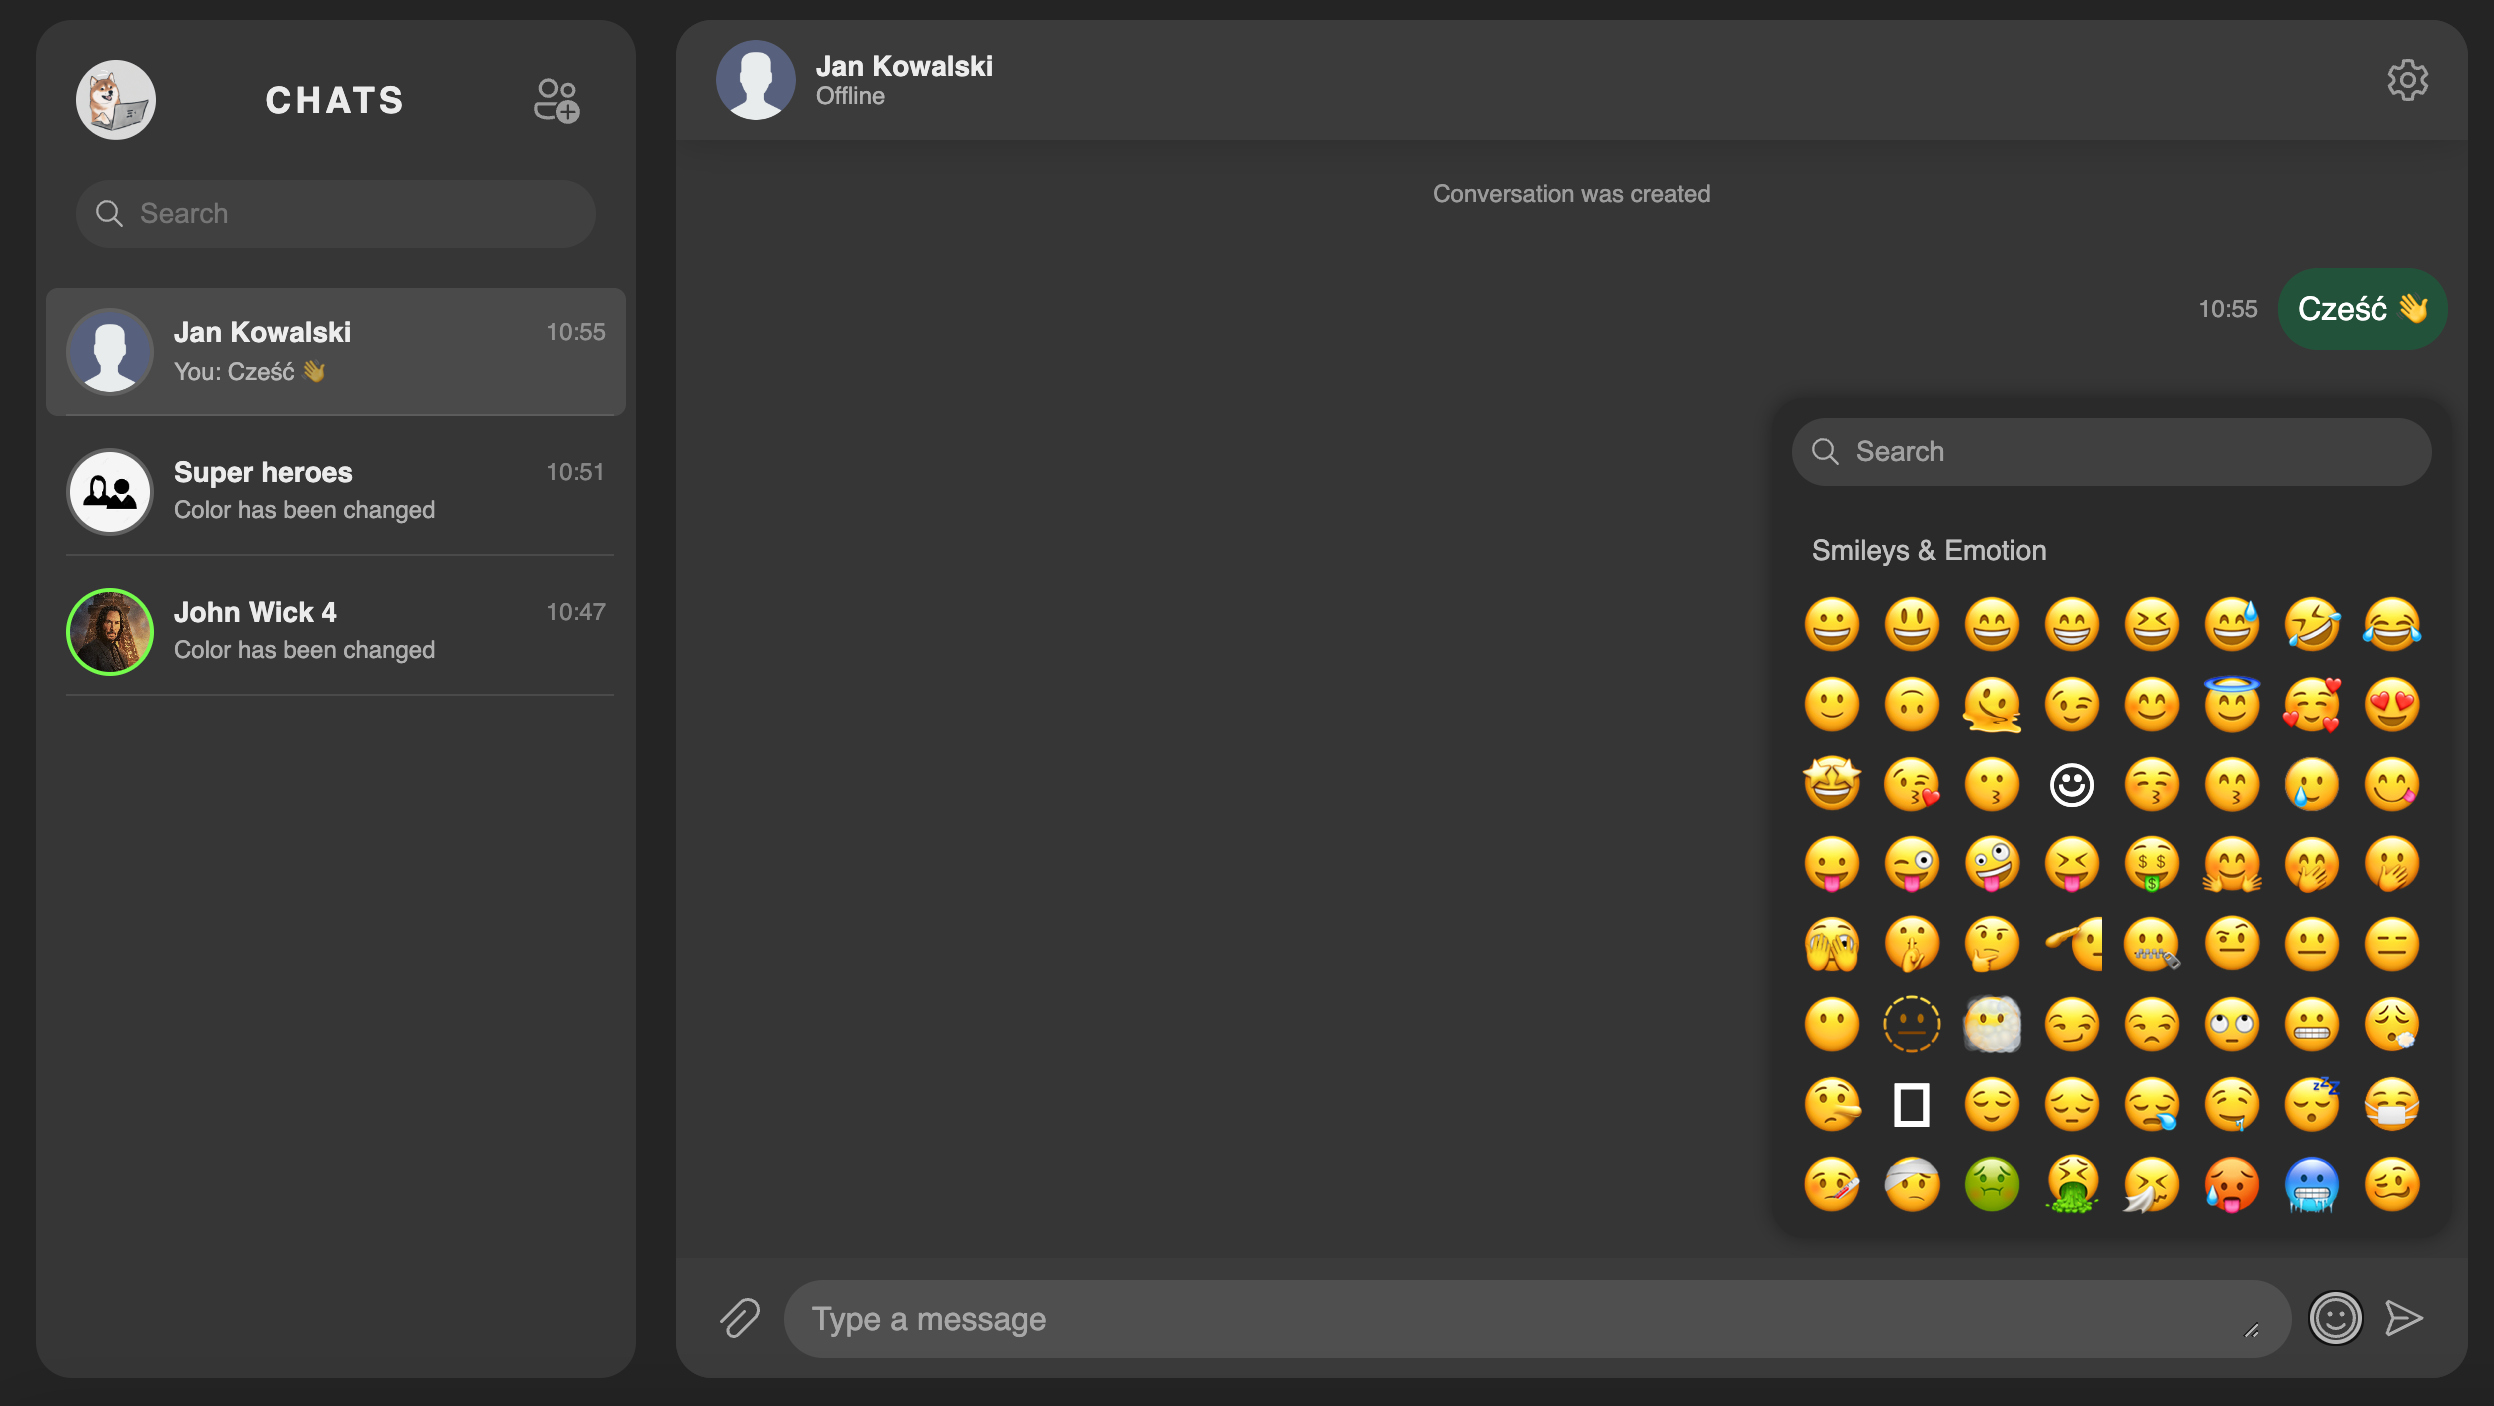 CHATS
Search
Jan Kowalski
10:55
You: Cześć 👋
Super heroes
10:51
Color has been changed
John Wick 4
10:47
Color has been changed
Jan Kowalski
Offline
Conversation was created
10:55
Cześć 👋
Search
Smileys & Emotion
Type a message